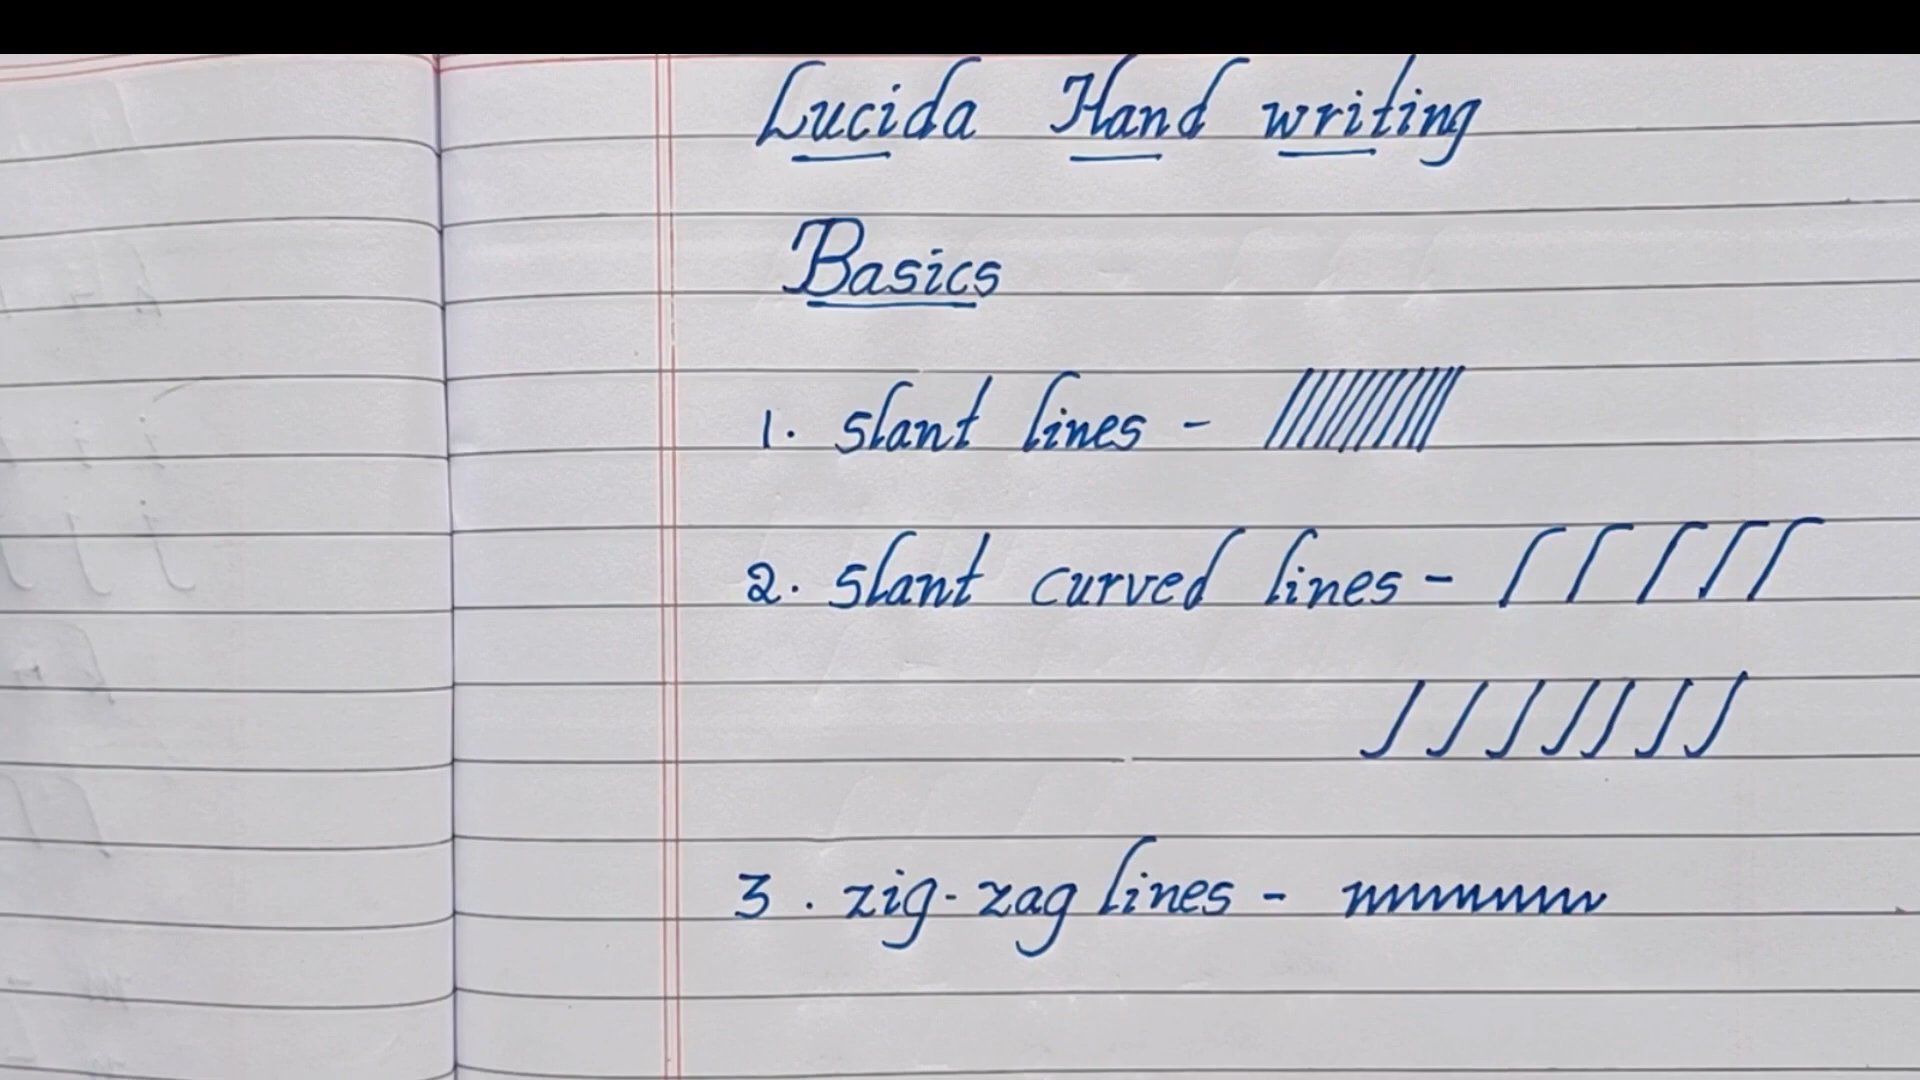 Lucida Hand writing
Basics
1. slant lines -
2. slant curved lines -
3. zig-zag lines -